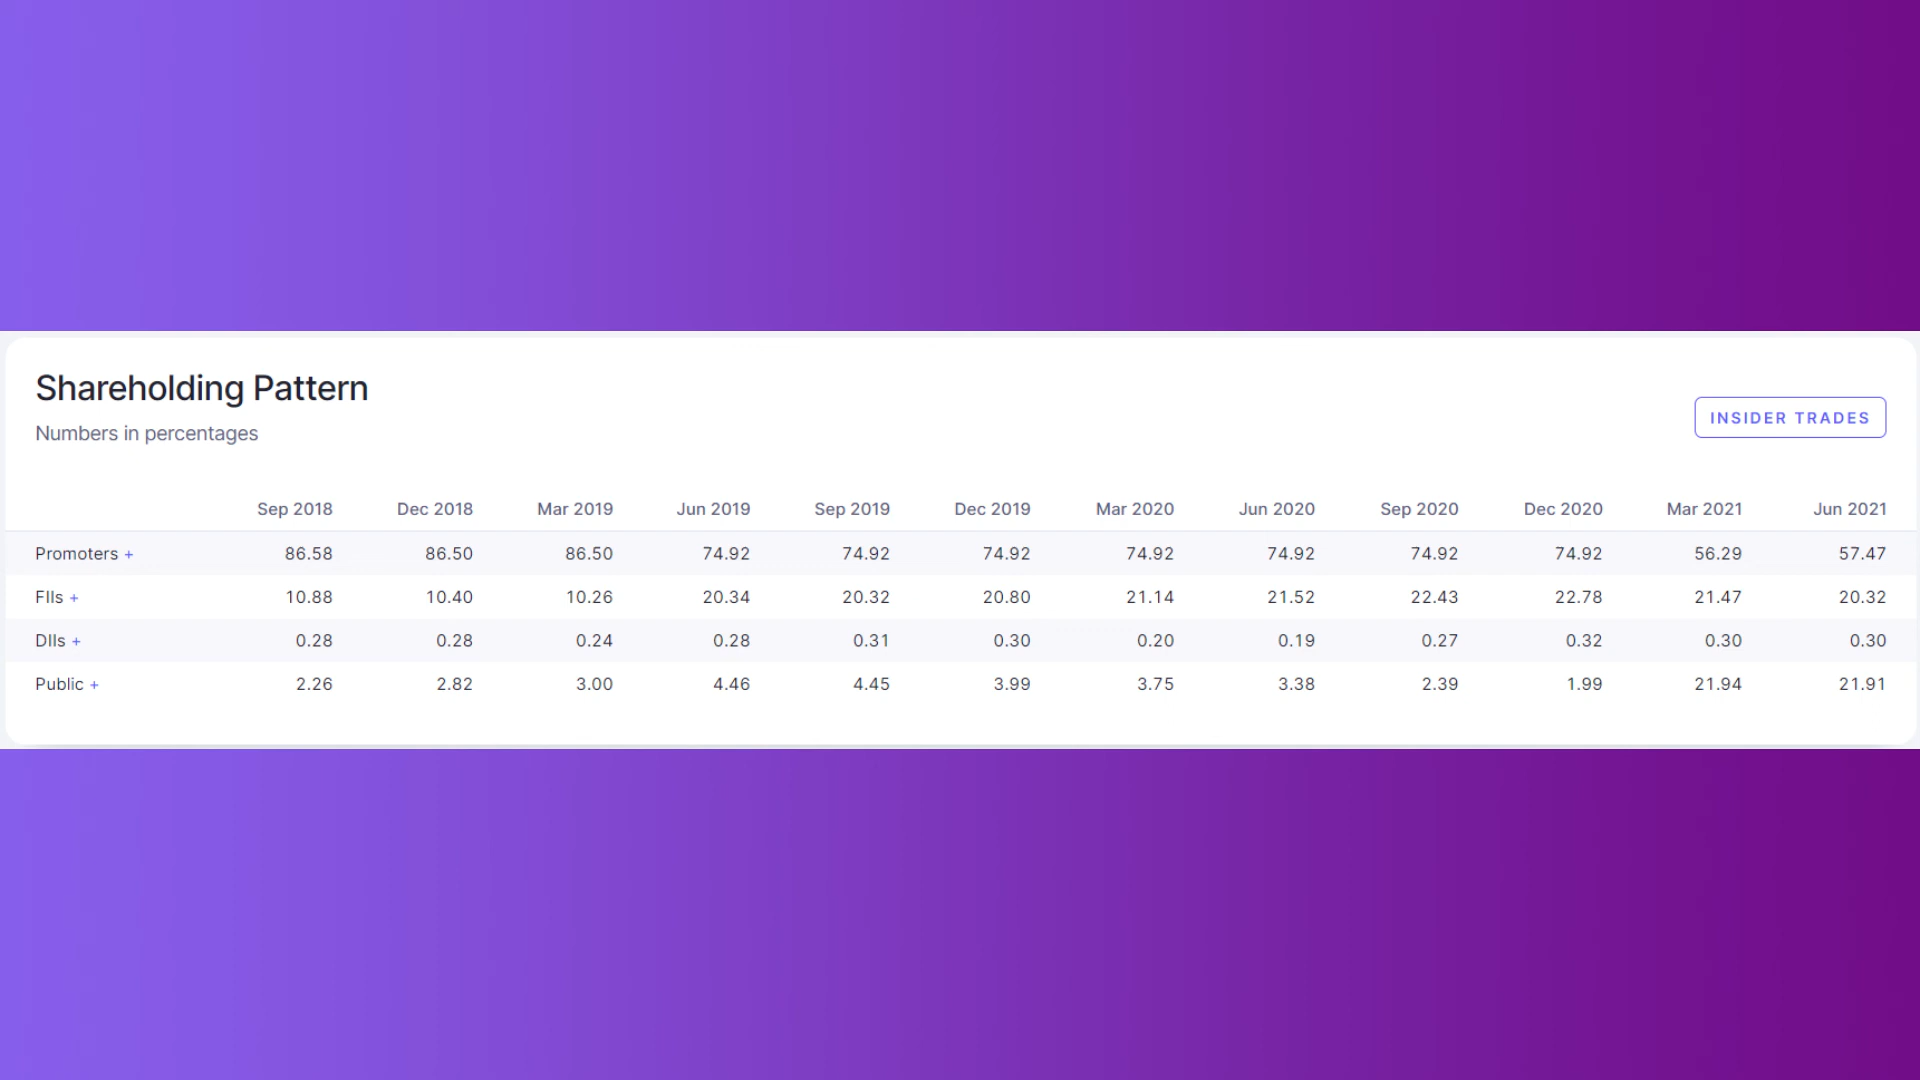 Shareholding Pattern
Numbers in percentages
INSIDER TRADES
Sep 2018 Dec 2018 Mar 2019 Jun 2019 Sep 2019 Dec 2019 Mar 2020 Jun 2020 Sep 2020 Dec 2020 Mar 2021 Jun 2021
Promoters + 86.58 86.50 86.50 74.92 74.92 74.92 74.92 74.92 74.92 74.92 56.29 57.47
FIIs + 10.88 10.40 10.26 20.34 20.32 20.80 21.14 21.52 22.43 22.78 21.47 20.32
DIIs + 0.28 0.28 0.24 0.28 0.31 0.30 0.20 0.19 0.27 0.32 0.30 0.30
Public + 2.26 2.82 3.00 4.46 4.45 3.99 3.75 3.38 2.39 1.99 21.94 21.91